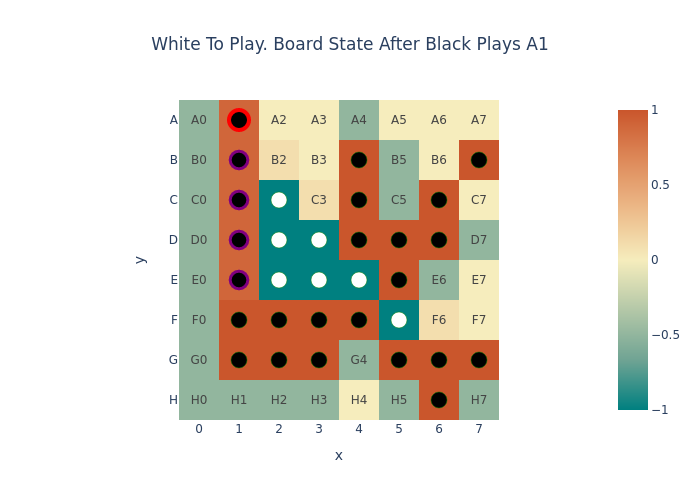 White To Play. Board State After Black Plays A1
A A0 A2 A3 A4 A5 A6 A7
B B0 B2 B3 B5 B6
C C0 C3 C5 C7
D D0 D7
E E0 E6 E7
F F0 F6 F7
G G0 G4
H H0 H1 H2 H3 H4 H5 H7
0 1 2 3 4 5 6 7
x
y
1
0.5
0
−0.5
−1